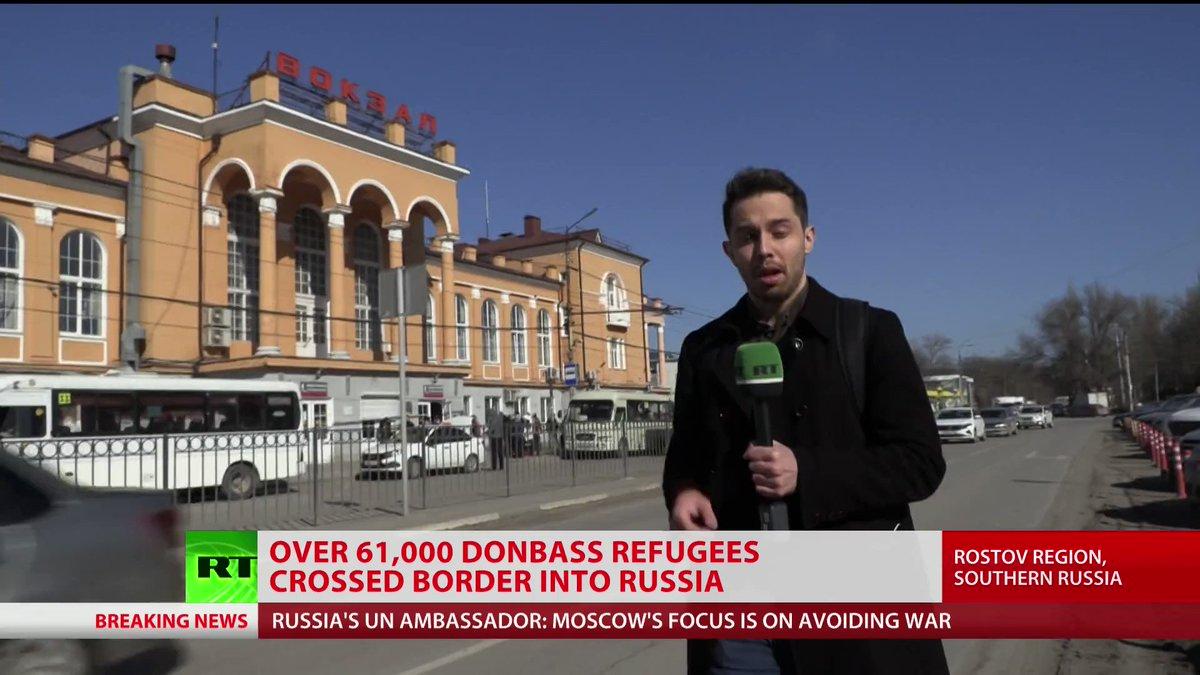 ВОКЗАЛ
11
RT
RT
OVER 61,000 DONBASS REFUGEES
CROSSED BORDER INTO RUSSIA
ROSTOV REGION,
SOUTHERN RUSSIA
BREAKING NEWS
RUSSIA'S UN AMBASSADOR: MOSCOW'S FOCUS IS ON AVOIDING WAR